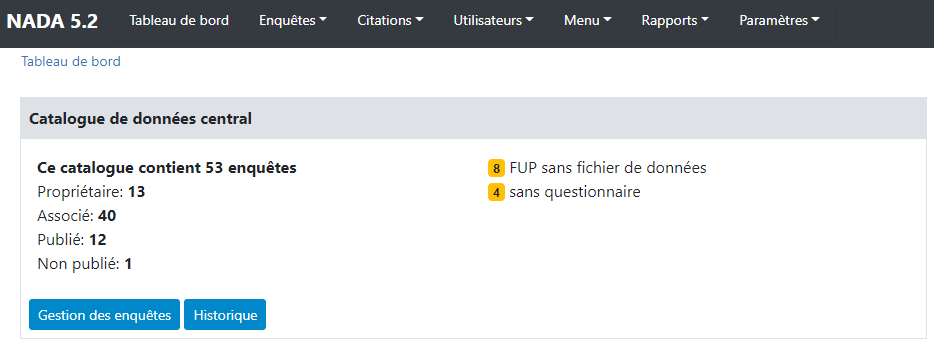 NADA 5.2 Tableau de bord Enquêtes Citations Utilisateurs Menu Rapports Paramètres
Tableau de bord
Catalogue de données central
Ce catalogue contient 53 enquêtes
Propriétaire: 13
Associé: 40
Publié: 12
Non publié: 1
8 FUP sans fichier de données
4 sans questionnaire
Gestion des enquêtes Historique